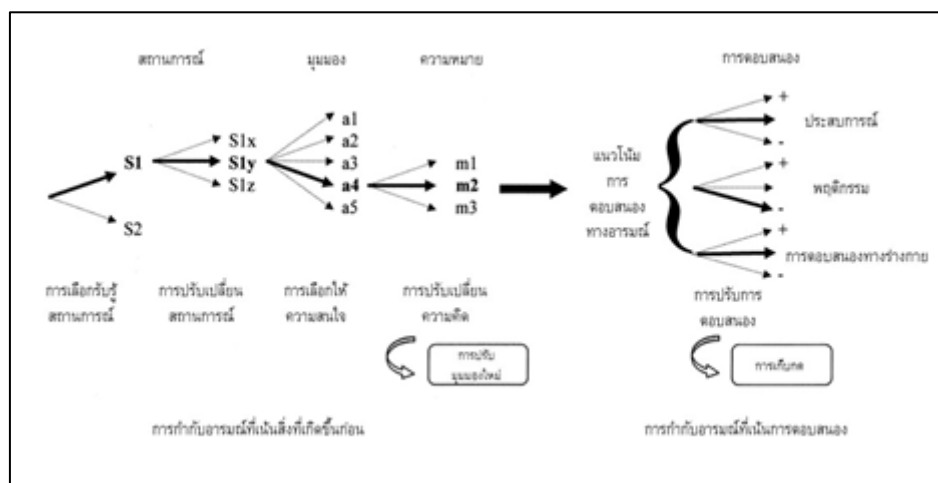 สถานการณ์
มุมมอง
ความหมาย
การตอบสนอง
S1
S2
S1x
S1y
S1z
a1
a2
a3
a4
a5
m1
m2
m3
แนวโน้ม
การ
ตอบสนอง
ทางอารมณ์
+
ประสบการณ์
-
+
พฤติกรรม
-
+
การตอบสนองทางร่างกาย
-
การเลือกรับรู้
สถานการณ์
การปรับเปลี่ยน
สถานการณ์
การเลือกให้
ความสนใจ
การปรับเปลี่ยน
ความคิด
การปรับการ
ตอบสนอง
การปรับ
มุมมองใหม่
การเก็บกด
การกำกับอารมณ์ที่เน้นสิ่งที่เกิดขึ้นก่อน
การกำกับอารมณ์ที่เน้นการตอบสนอง